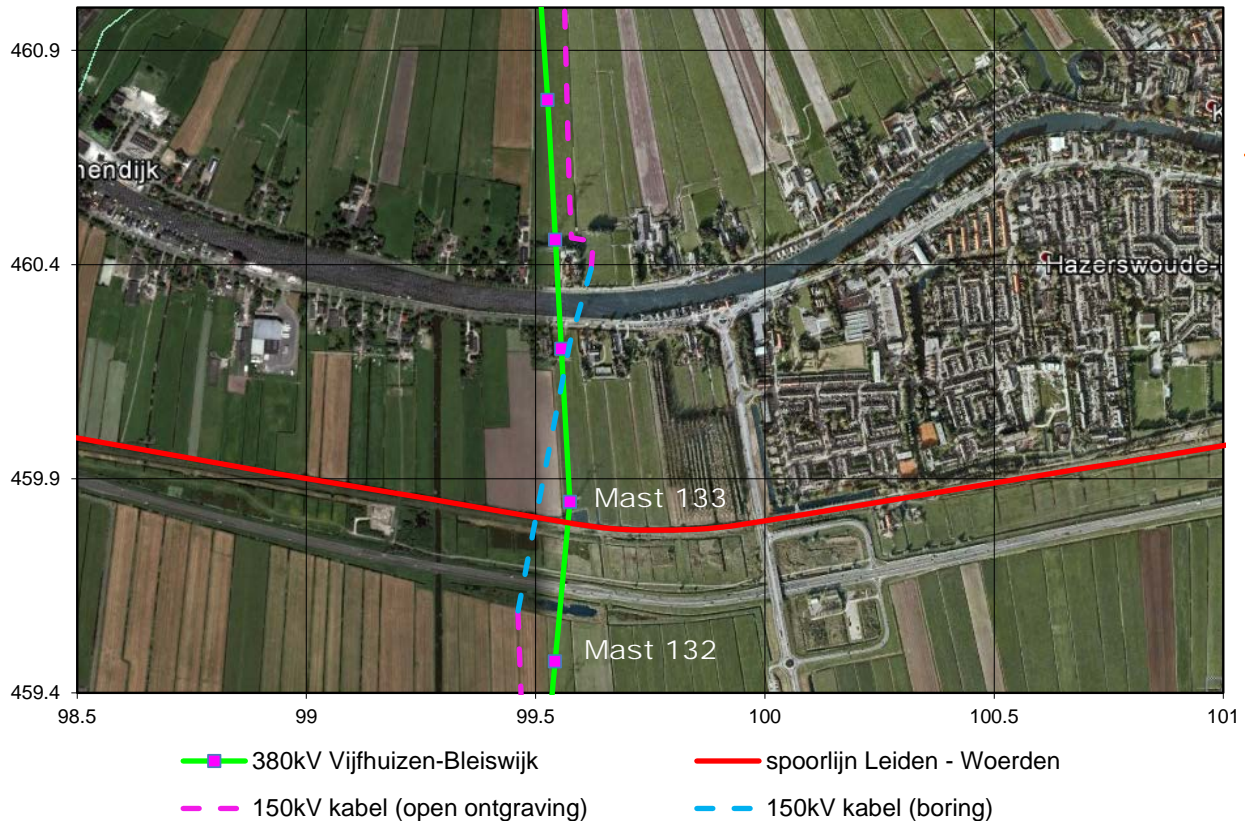 460.9
K
nendijk
460.4
Hazerswoude-
459.9
Mast 133
Mast 132
459.4
98.5
99
99.5
100
100.5
101
380kV Vijfhuizen-Bleiswijk
spoorlijn Leiden - Woerden
150kV kabel (open ontgraving)
150kV kabel (boring)